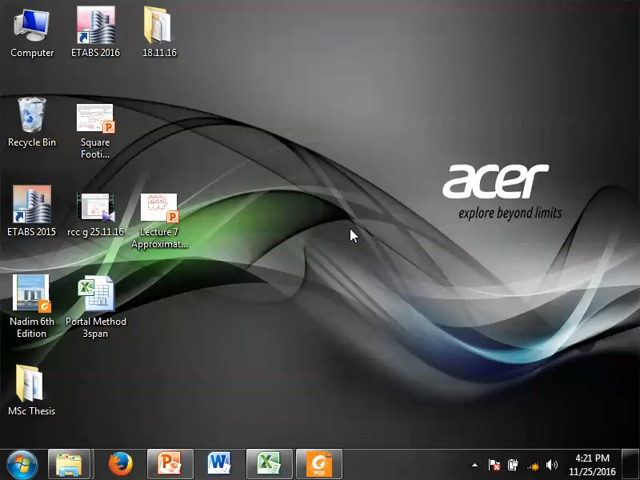 Computer
ETABS 2016
18.11.16
Recycle Bin
Square
Footi...
acer
explore beyond limits
ETABS 2015
rcc g 25.11.16
Lecture 7
Approximat...
Nadim 6th
Edition
Portal Method
3span
MSc Thesis
4:21 PM
11/25/2016